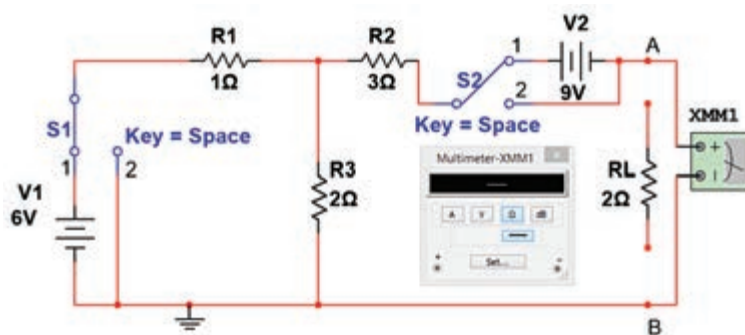 V2
R1
R2
1
A
S2
1Ω
3Ω
2
9V
XMM1
S1
Key = Space
Key = Space
1
2
Multimeter-XMM1
R3
RL
V1
2Ω
2Ω
6V
A
V
Ω
dB
Set...
+
-
B